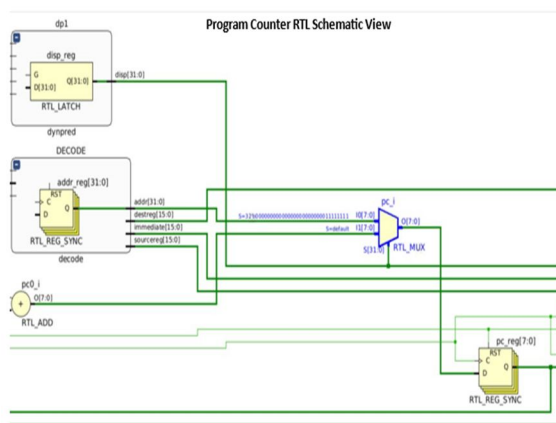 Program Counter RTL Schematic View
dp1
disp_reg
G
D[31:0]
Q[31:0]
disp[31:0]
RTL_LATCH
dynpred
DECODE
addr_reg[31:0]
RST
C
D
Q
RTL_REG_SYNC
decode
addr[31:0]
destreg[15:0]
immediate[15:0]
sourcereg[15:0]
pc_i
S=default
I0[7:0]
I1[7:0]
S[31:0]
O[7:0]
RTL_MUX
pc0_i
+
O[7:0]
RTL_ADD
pc_reg[7:0]
RST
C
D
Q
RTL_REG_SYNC